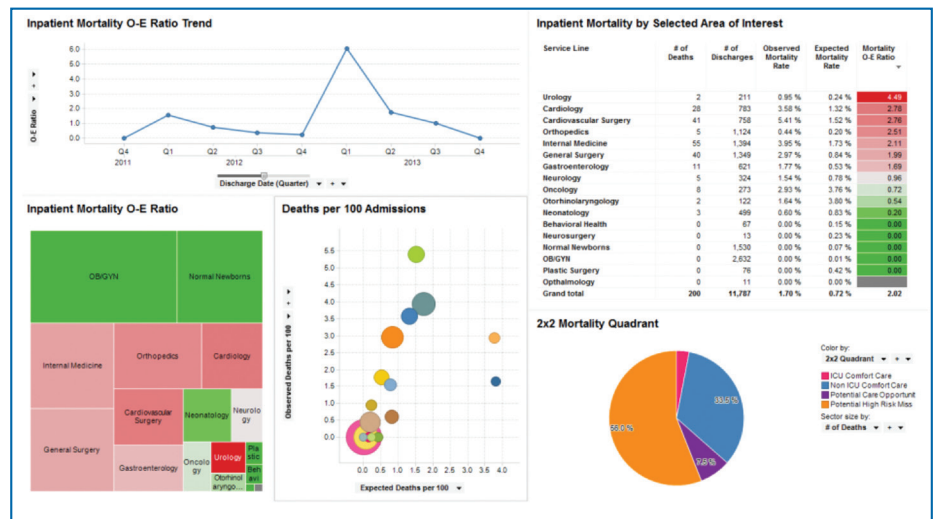 Inpatient Mortality O-E Ratio Trend
O-E Ratio
6.0
5.0
4.0
3.0
2.0
1.0
0.0
Q4 Q1 Q2 Q3 Q4 Q1 Q2 Q3 Q4
2011 2012 2013
Discharge Date (Quarter)
Inpatient Mortality by Selected Area of Interest
Service Line # of Deaths # of Discharges Observed Mortality Rate Expected Mortality Rate Mortality O-E Ratio
Urology 2 211 0.95 % 0.24 % 4.49
Cardiology 28 783 3.58 % 1.32 % 2.78
Cardiovascular Surgery 41 758 5.41 % 1.52 % 2.76
Orthopedics 5 1,124 0.44 % 0.20 % 2.51
Internal Medicine 55 1,394 3.95 % 1.73 % 2.11
General Surgery 40 1,349 2.97 % 0.84 % 1.99
Gastroenterology 11 621 1.77 % 0.53 % 1.69
Neurology 5 324 1.54 % 0.78 % 0.96
Oncology 8 273 2.93 % 3.76 % 0.72
Otorhinolaryngology 2 122 1.64 % 3.80 % 0.54
Neonatology 3 499 0.60 % 0.83 % 0.20
Behavioral Health 0 67 0.00 % 0.15 % 0.00
Neurosurgery 0 13 0.00 % 0.23 % 0.00
Normal Newborns 0 1,530 0.00 % 0.07 % 0.00
OB/GYN 0 2,632 0.00 % 0.01 % 0.00
Plastic Surgery 0 76 0.00 % 0.42 % 0.00
Opthalmology 0 11 0.00 % 0.00 %
Grand total 200 11,787 1.70 % 0.72 % 2.02
Inpatient Mortality O-E Ratio
OB/GYN
Normal Newborns
Internal Medicine
Orthopedics
Cardiology
General Surgery
Cardiovascular
Surgery
Neonatology
Neurolo
gy
Gastroenterology
Oncolo
gy
Urology
Pla
stic
Otorhinol
aryngo...
Beh
avi
Deaths per 100 Admissions
Observed Deaths per 100
5.5
5.0
4.5
4.0
3.5
3.0
2.5
2.0
1.5
1.0
0.5
0.0
0.0 0.5 1.0 1.5 2.0 2.5 3.0 3.5 4.0
Expected Deaths per 100
2x2 Mortality Quadrant
33.5 %
7.5 %
56.0 %
Color by:
2x2 Quadrant
ICU Comfort Care
Non ICU Comfort Care
Potential Care Opportunt
Potential High Risk Miss
Sector size by:
# of Deaths